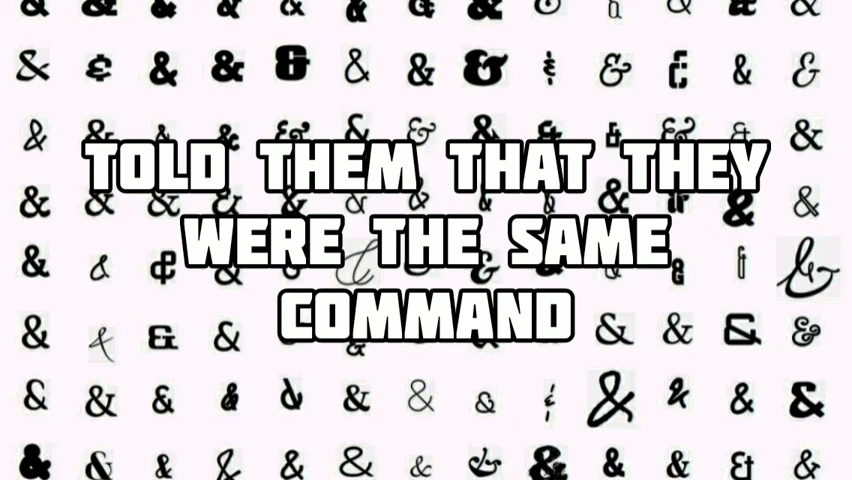 TOLD THEM THAT THEY
WERE THE SAME
COMMAND